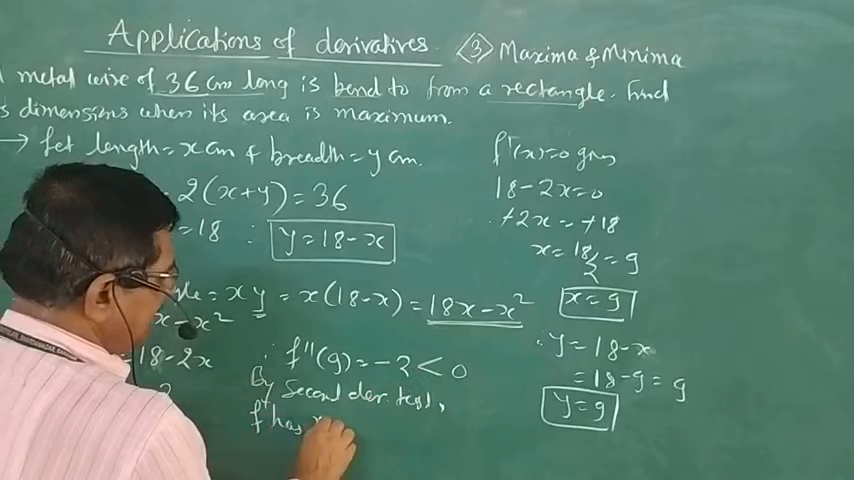 Applications of derivatives. 3 Maxima & Minima
metal wire of 36 cm long is bend to from a rectangle. Find
s dimensions when its area is maximum.
→ let length = x cm & breadth = y cm.
2(x+y) = 36
= 18 ∴ y = 18 - x
gle = x y = x(18-x) = 18x - x²
x - x²
18 - 2x
∴ f''(9) = -2 < 0
By Second der. test,
f has
f'(x) = 0 gives
18 - 2x = 0
+2x = +18
x = 18/2 = 9
x = 9
∴ y = 18 - x
= 18 - 9 = 9
y = 9